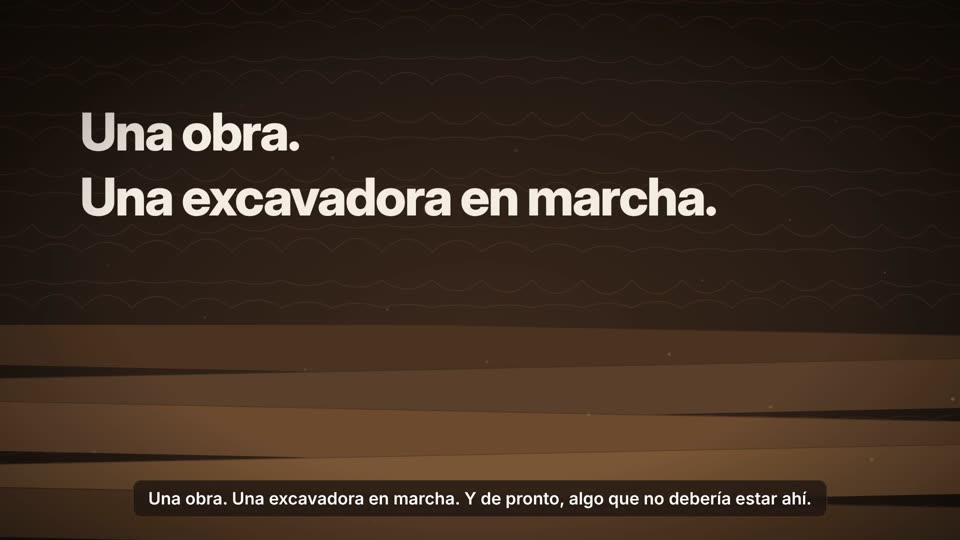 Una obra.
Una excavadora en marcha.
Una obra. Una excavadora en marcha. Y de pronto, algo que no debería estar ahí.